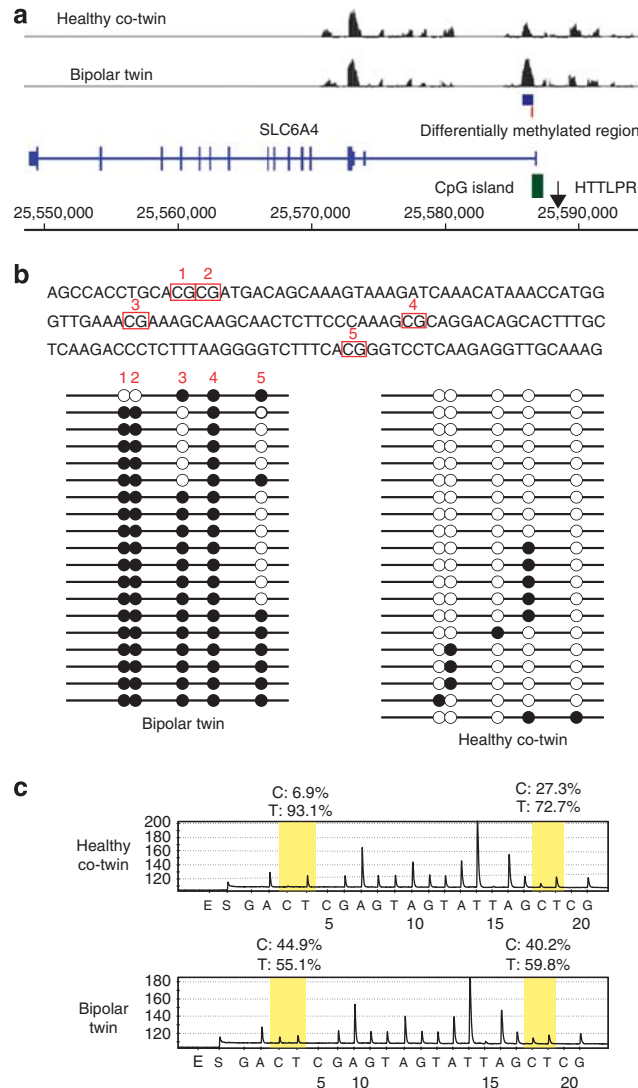 a
Healthy co-twin
Bipolar twin
SLC6A4
Differentially methylated region
CpG island
HTTLPR
25,550,000 25,560,000 25,570,000 25,580,000 25,590,000
b
1 2
AGCCACCTGCACGCGATGACAGCAAAGTAAAGATCAAACATAAACCATGG
3 4
GTTGAAACGAAAGCAAGCAACTCTTCCCAAAGCGCAGGACAGCACTTTGC
5
TCAAGACCCTCTTTAAGGGGTCTTTCACGGGTCCTCAAGAGGTTGCAAAG
1 2 3 4 5
Bipolar twin
Healthy co-twin
c
C: 6.9%
T: 93.1%
C: 27.3%
T: 72.7%
Healthy
co-twin
200
180
160
140
120
E S G A C T C G A G T A G T A T T A G C T C G
5 10 15 20
C: 44.9%
T: 55.1%
C: 40.2%
T: 59.8%
Bipolar
twin
180
160
140
120
E S G A C T C G A G T A G T A T T A G C T C G
5 10 15 20